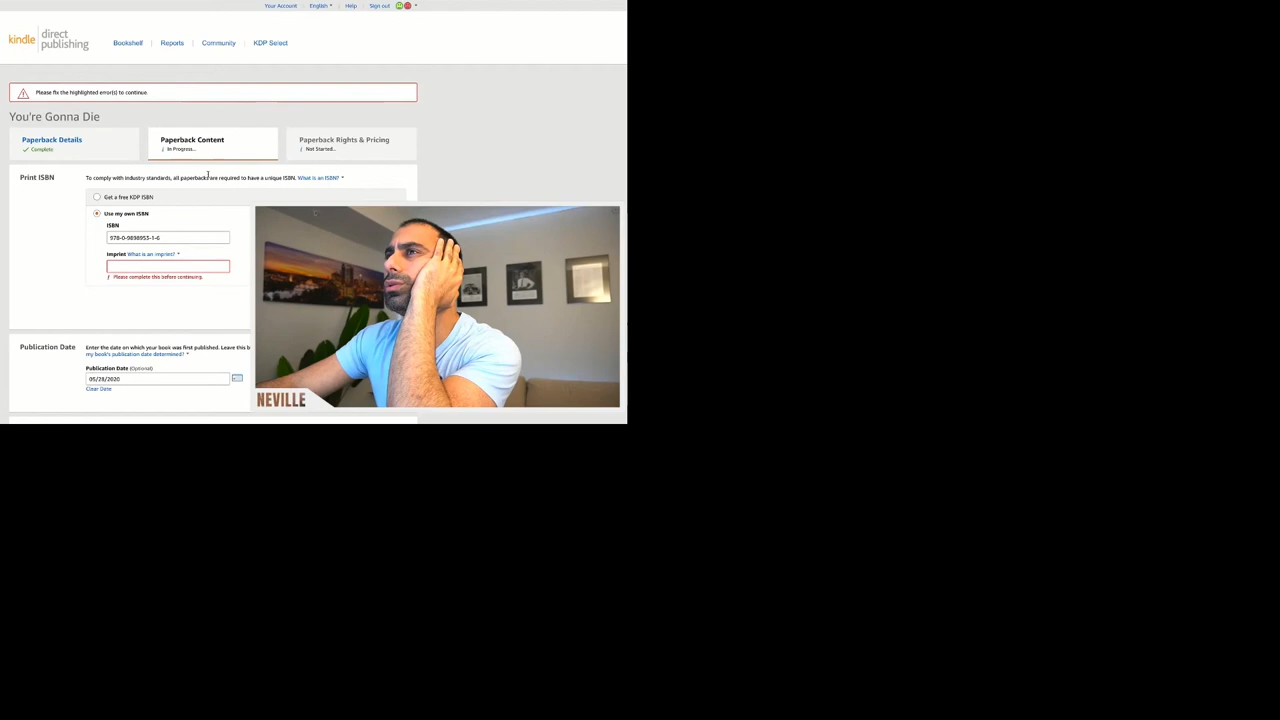 Your Account English Help Sign out
kindle direct publishing
Bookshelf Reports Community KDP Select
Please fix the highlighted error(s) to continue.
You're Gonna Die
Paperback Details Paperback Content Paperback Rights & Pricing
Complete In Progress... Not Started...
Print ISBN To comply with industry standards, all paperbacks are required to have a unique ISBN. What is an ISBN?
Get a free KDP ISBN
Use my own ISBN
ISBN
978-0-9898953-1-6
Imprint What is an imprint? *
Please complete this before continuing.
Publication Date Enter the date on which your book was first published. Leave this b
my book's publication date determined?
Publication Date (Optional)
05/28/2020
Clear Date
NEVILLE